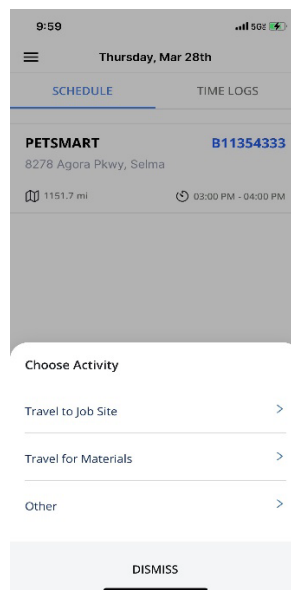 9:59 5GE
Thursday, Mar 28th
SCHEDULE TIME LOGS
PETSMART B11354333
8278 Agora Pkwy, Selma
1151.7 mi 03:00 PM - 04:00 PM
Choose Activity
Travel to Job Site
Travel for Materials
Other
DISMISS